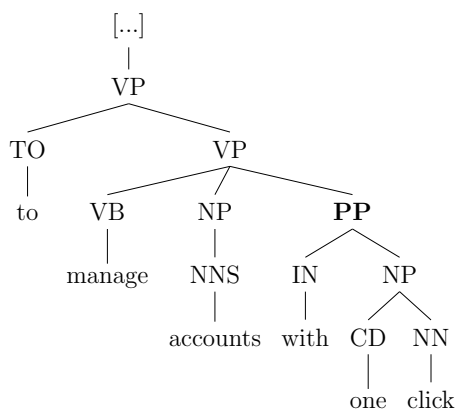 [...]
VP
TO VP
to VB NP PP
manage NNS IN NP
accounts with CD NN
one click